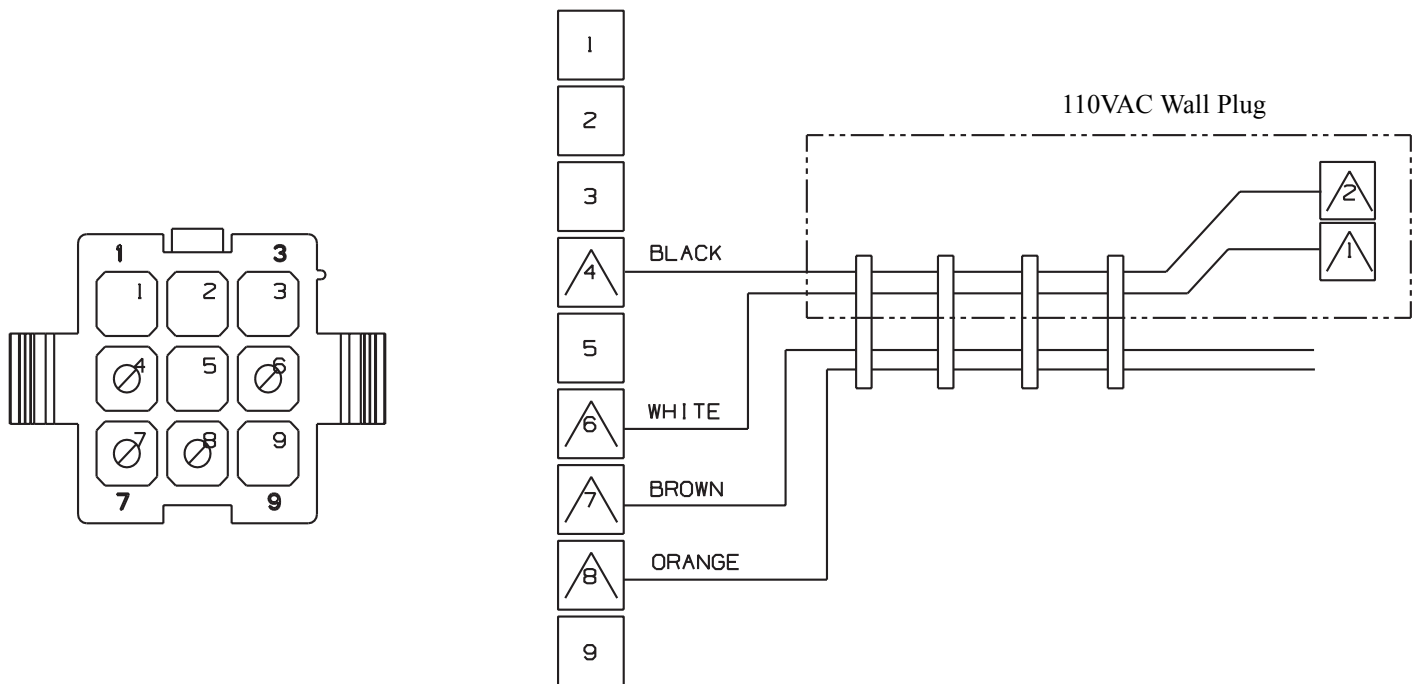 1 3
1 2 3
4 5 6
7 8 9
7 9
1
2
3
4 BLACK
5
6 WHITE
7 BROWN
8 ORANGE
9
110VAC Wall Plug
2
1